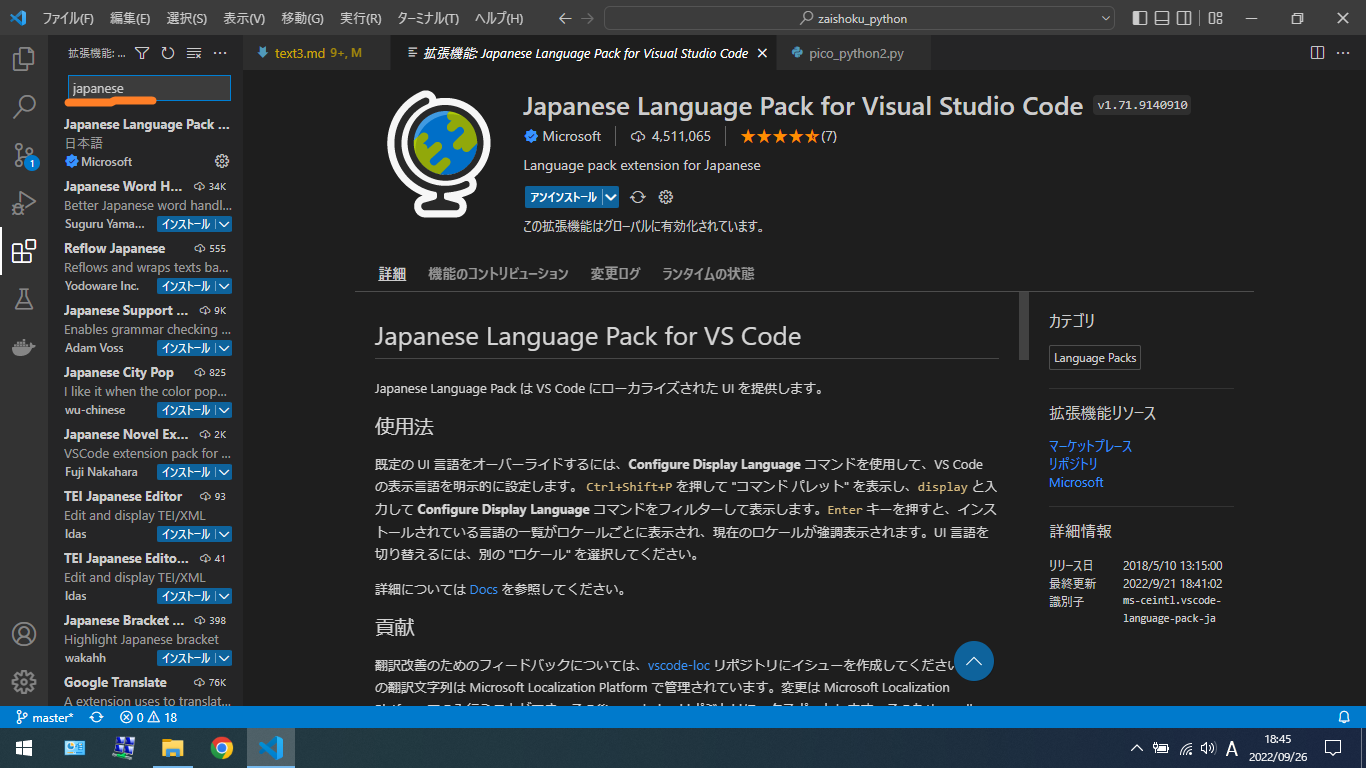 ファイル(F) 編集(E) 選択(S) 表示(V) 移動(G) 実行(R) ターミナル(T) ヘルプ(H) zaishoku_python
拡張機能: ...
text3.md 9+, M
拡張機能: Japanese Language Pack for Visual Studio Code
pico_python2.py
japanese
Japanese Language Pack ...
日本語
Microsoft
Japanese Word H... 34K
Better Japanese word handl...
Suguru Yama... インストール
Reflow Japanese 555
Reflows and wraps texts ba...
Yodoware Inc. インストール
Japanese Support ... 9K
Enables grammar checking ...
Adam Voss インストール
Japanese City Pop 825
I like it when the color pop...
wu-chinese インストール
Japanese Novel Ex... 2K
VSCode extension pack for ...
Fuji Nakahara インストール
TEI Japanese Editor 93
Edit and display TEI/XML
ldas インストール
TEI Japanese Edito... 41
Edit and display TEI/XML
ldas インストール
Japanese Bracket ... 398
Highlight Japanese bracket
wakahh インストール
Google Translate 76K
A extension uses to translat...
Japanese Language Pack for Visual Studio Code v1.71.9140910
Microsoft 4,511,065 ★★★★★(7)
Language pack extension for Japanese
アンインストール
この拡張機能はグローバルに有効化されています。
詳細 機能のコントリビューション 変更ログ ランタイムの状態
Japanese Language Pack for VS Code
Japanese Language Pack は VS Code にローカライズされた UI を提供します。
使用法
既定の UI 言語をオーバーライドするには、Configure Display Language コマンドを使用して、VS Code
の表示言語を明示的に設定します。 Ctrl+Shift+P を押して "コマンド パレット" を表示し、display と入
力して Configure Display Language コマンドをフィルターして表示します。Enter キーを押すと、インス
トールされている言語の一覧がロケールごとに表示され、現在のロケールが強調表示されます。UI 言語を
切り替えるには、別の "ロケール" を選択してください。
詳細については Docs を参照してください。
貢献
翻訳改善のためのフィードバックについては、vscode-loc リポジトリにイシューを作成してください
の翻訳文字列は Microsoft Localization Platform で管理されています。変更は Microsoft Localization
カテゴリ
Language Packs
拡張機能リソース
マーケットプレース
リポジトリ
Microsoft
詳細情報
リリース日 2018/5/10 13:15:00
最終更新 2022/9/21 18:41:02
識別子 ms-ceintl.vscode-
language-pack-ja
1
master* 0 18
A
18:45
2022/09/26